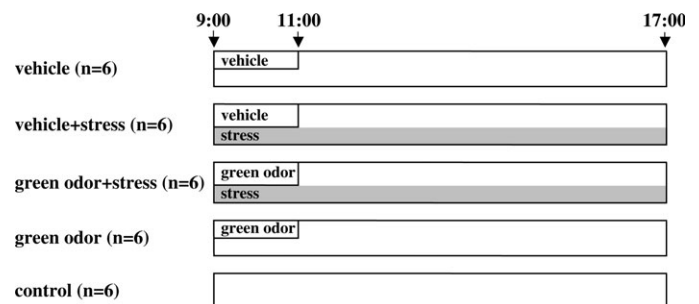 9:00 11:00 17:00
vehicle (n=6) vehicle
vehicle+stress (n=6) vehicle
stress
green odor+stress (n=6) green odor
stress
green odor (n=6) green odor
control (n=6)